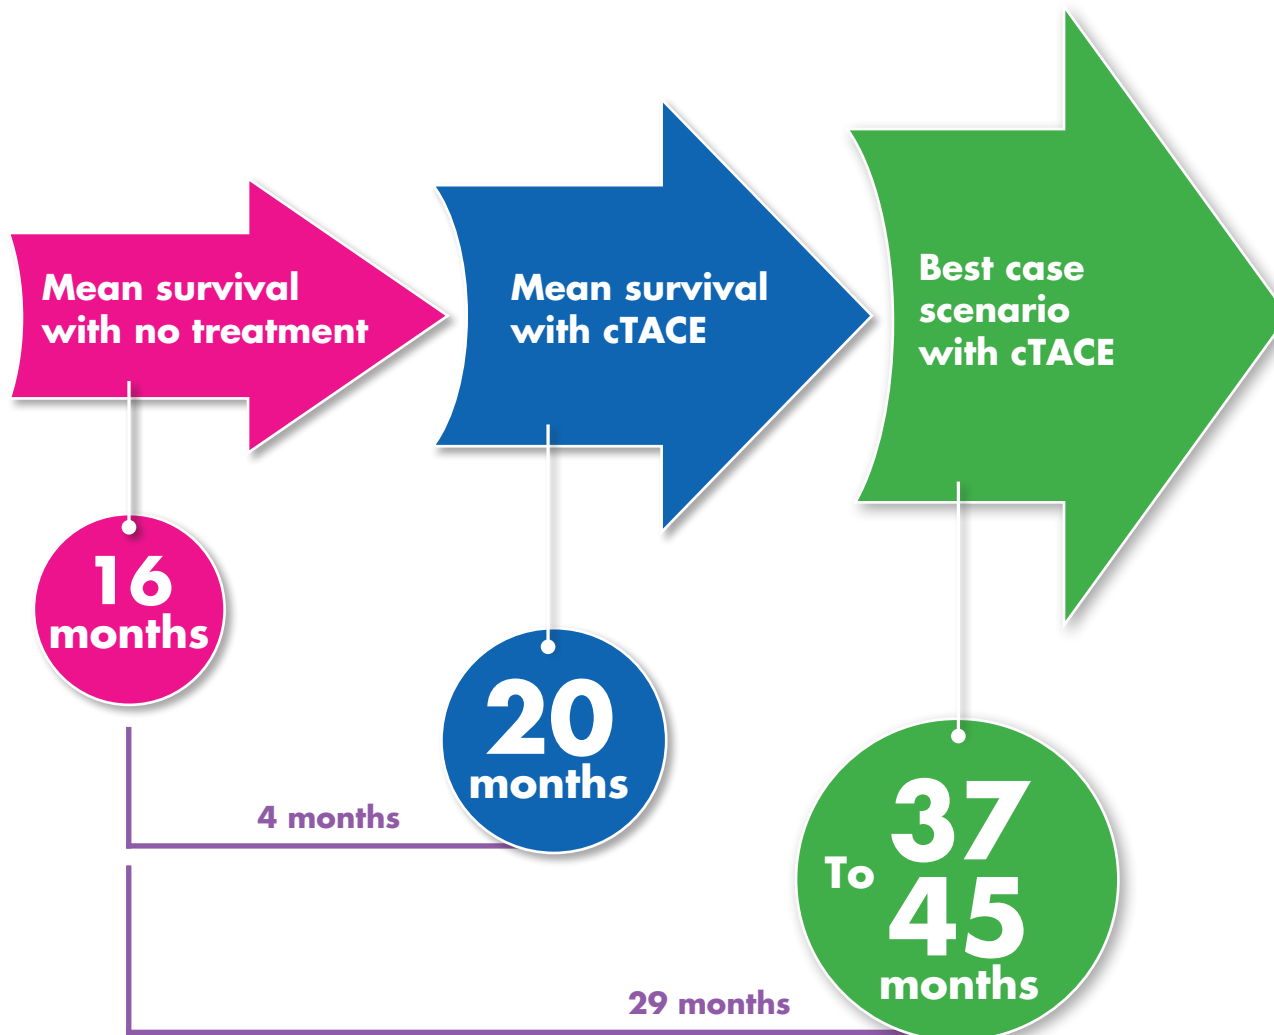 Mean survival
with no treatment
Mean survival
with cTACE
Best case
scenario
with cTACE
16
months
20
months
4 months
37
To
45
months
29 months